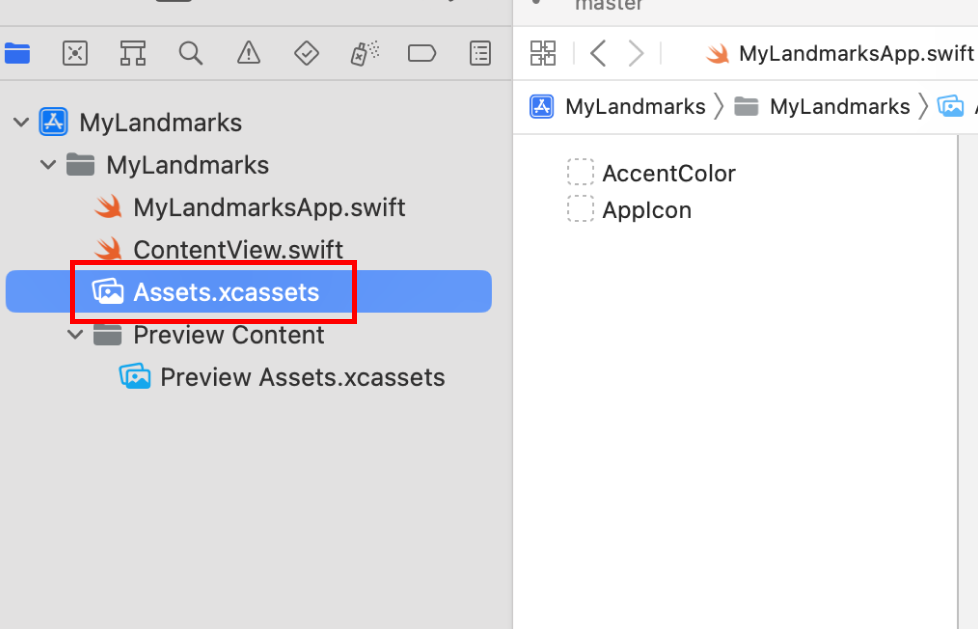 master
MyLandmarksApp.swift
MyLandmarks
MyLandmarks
MyLandmarks
MyLandmarks
MyLandmarksApp.swift
ContentView.swift
Assets.xcassets
Preview Content
Preview Assets.xcassets
AccentColor
AppIcon